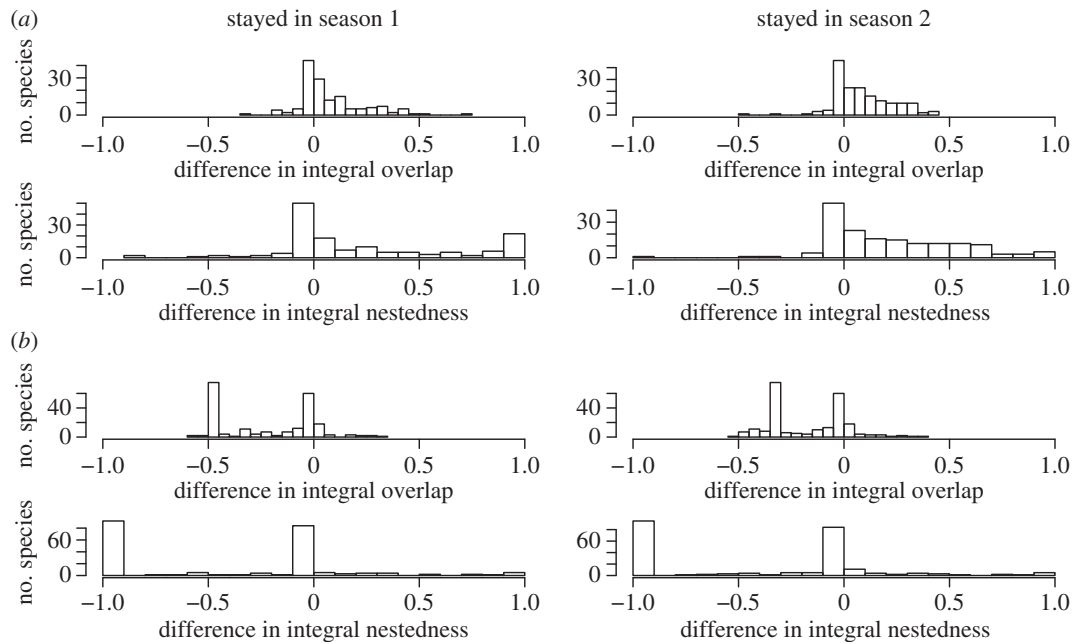 (a)
stayed in season 1
stayed in season 2
no. species
30
0
30
0
−1.0 −0.5 0 0.5 1.0
−1.0 −0.5 0 0.5 1.0
difference in integral overlap
difference in integral overlap
no. species
30
0
30
0
−1.0 −0.5 0 0.5 1.0
−1.0 −0.5 0 0.5 1.0
difference in integral nestedness
difference in integral nestedness
(b)
no. species
40
0
40
0
−1.0 −0.5 0 0.5 1.0
−1.0 −0.5 0 0.5 1.0
difference in integral overlap
difference in integral overlap
no. species
60
0
60
0
−1.0 −0.5 0 0.5 1.0
−1.0 −0.5 0 0.5 1.0
difference in integral nestedness
difference in integral nestedness